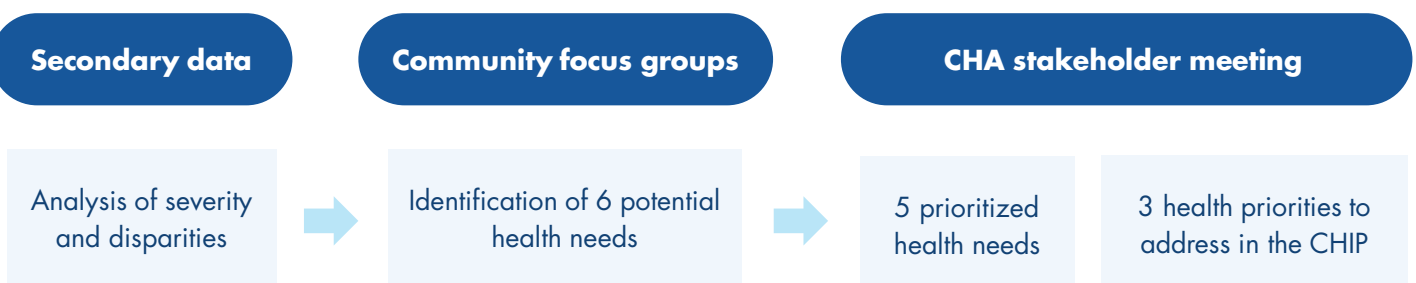 Secondary data
Community focus groups
CHA stakeholder meeting
Analysis of severity
and disparities
Identification of 6 potential
health needs
5 prioritized
health needs
3 health priorities to
address in the CHIP